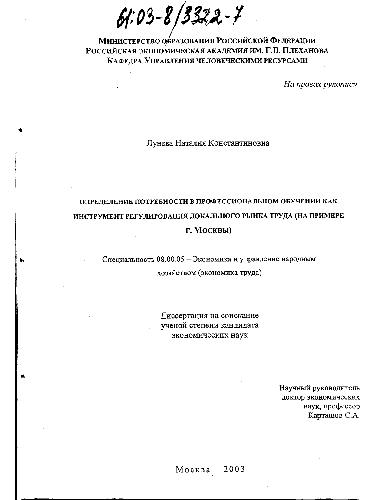 61:03-8/3322-7
Министерство образования Российской Федерации
Российская экономическая академия им. Г.В. Плеханова
Кафедра Управления человеческими ресурсами
На правах рукописи
Лунева Наталия Константиновна
ОПРЕДЕЛЕНИЕ ПОТРЕБНОСТИ В ПРОФЕССИОНАЛЬНОМ ОБУЧЕНИИ КАК
ИНСТРУМЕНТ РЕГУЛИРОВАНИЯ ЛОКАЛЬНОГО РЫНКА ТРУДА (НА ПРИМЕРЕ
г. Москвы)
Специальность 08.00.05 – Экономика и управление народным
хозяйством (экономика труда)
Диссертация на соискание
ученой степени кандидата
экономических наук
Научный руководитель
доктор экономических
наук, профессор
Карташов С.А.
Москва 2003